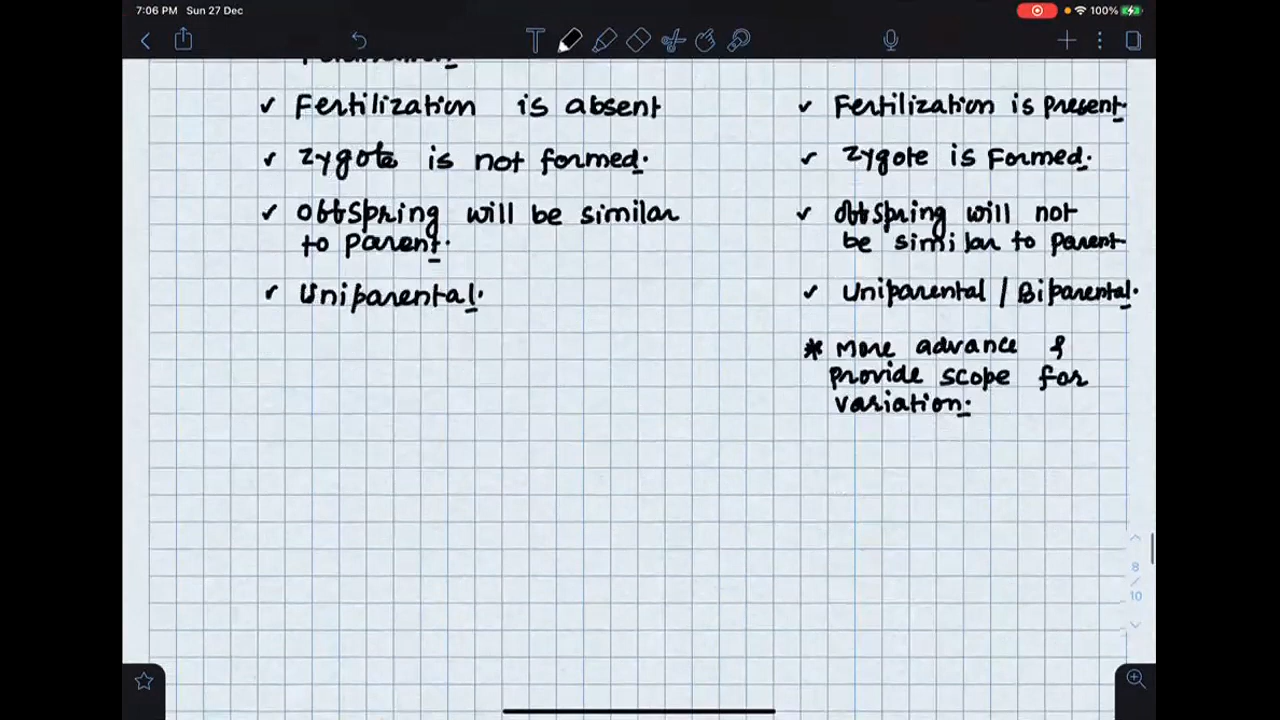 7:06 PM Sun 27 Dec
100%
✓ Fertilization is absent
✓ Zygote is not formed.
✓ Offspring will be similar
to parent.
✓ Uniparental.
✓ Fertilization is present
✓ Zygote is Formed.
✓ Offspring will not
be similar to parent
✓ Uniparental / Biparental.
* More advance &
provide scope for
variation.
8
/
10